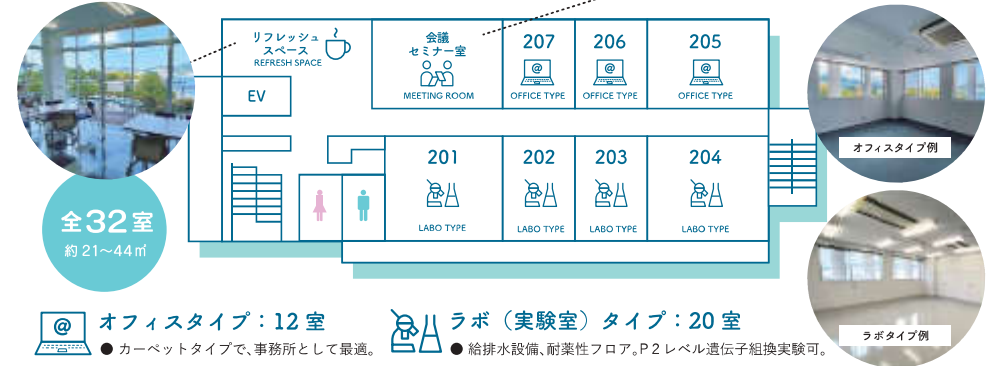 リフレッシュ
スペース
REFRESH SPACE
会議
セミナー室
MEETING ROOM
207
@
OFFICE TYPE
206
@
OFFICE TYPE
205
@
OFFICE TYPE
EV
オフィスタイプ例
201
LABO TYPE
202
LABO TYPE
203
LABO TYPE
204
LABO TYPE
全32室
約21〜44㎡
ラボタイプ例
@
オフィスタイプ：12室
● カーペットタイプで、事務所として最適。
ラボ（実験室）タイプ：20室
● 給排水設備、耐薬性フロア。P2レベル遺伝子組換実験可。